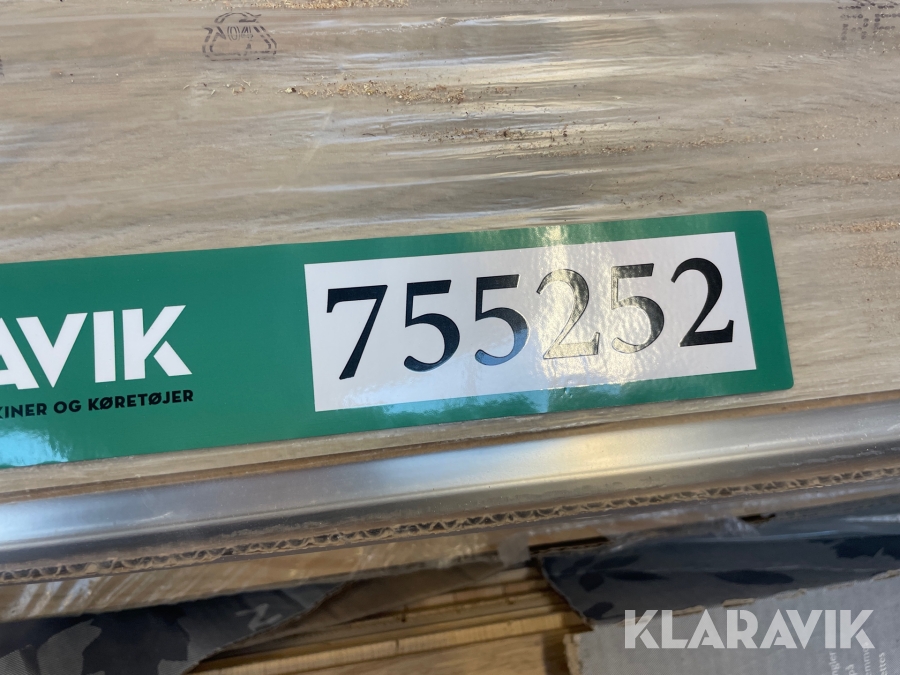 755252
AVIK
KINER OG KØRETØJER
KLARAVIK